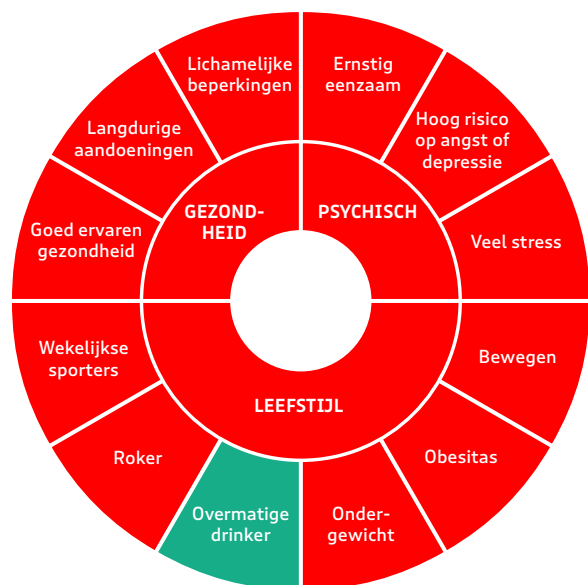 Lichamelijke
beperkingen
Ernstig
eenzaam
Hoog risico
op angst of
depressie
Langdurige
aandoeningen
GEZOND-
HEID
PSYCHISCH
Goed ervaren
gezondheid
Veel stress
Wekelijkse
sporters
Bewegen
LEEFSTIJL
Roker
Obesitas
Overmatige
drinker
Onder-
gewicht